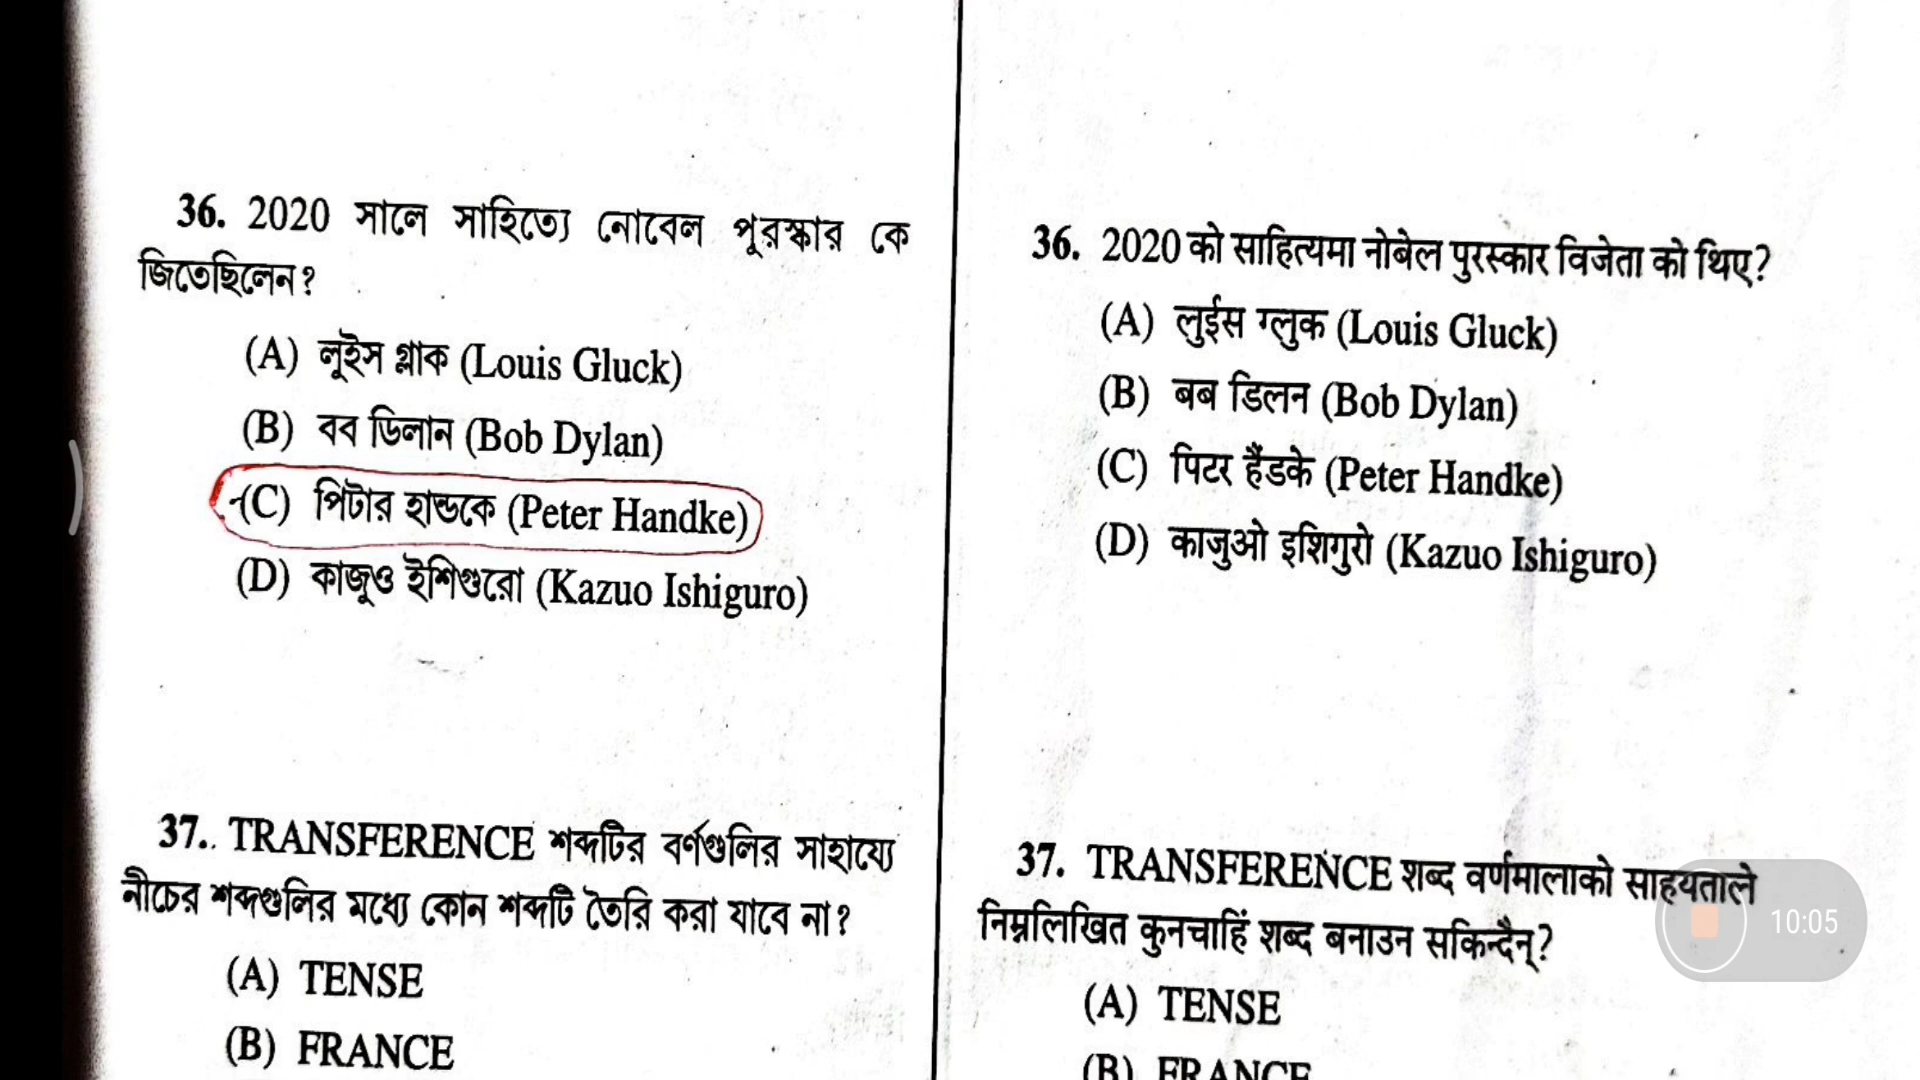 36. 2020 সালে সাহিত্যে নোবেল পুরস্কার কে
জিতেছিলেন?
(A) লুইস গ্লাক (Louis Gluck)
(B) বব ডিলান (Bob Dylan)
(C) পিটার হান্ডকে (Peter Handke)
(D) কাজুও ইশিগুরো (Kazuo Ishiguro)
37. TRANSFERENCE শব্দটির বর্ণগুলির সাহায্যে
নীচের শব্দগুলির মধ্যে কোন শব্দটি তৈরি করা যাবে না?
(A) TENSE
(B) FRANCE
36. 2020 को साहित्यमा नोबेल पुरस्कार विजेता को थिए?
(A) लुईस ग्लुक (Louis Gluck)
(B) बब डिलन (Bob Dylan)
(C) पिटर हैंडके (Peter Handke)
(D) काजुओ इशिगुरो (Kazuo Ishiguro)
37. TRANSFERENCE शब्द वर्णमालाको साहयताले
निम्नलिखित कुनचाहिं शब्द बनाउन सकिन्दैन्?
(A) TENSE
(B) FRANCE
10:05